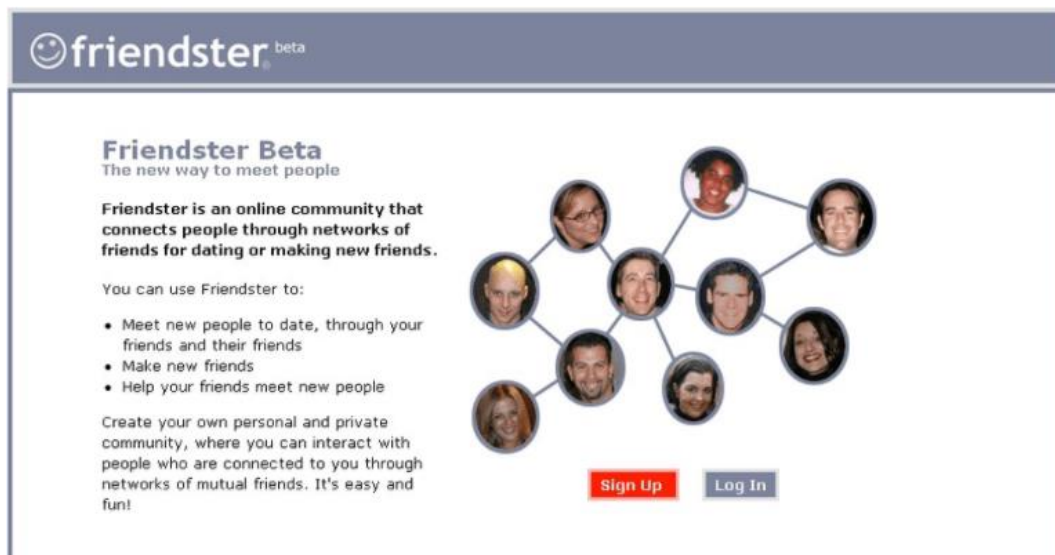 friendster® beta
Friendster Beta
The new way to meet people
Friendster is an online community that
connects people through networks of
friends for dating or making new friends.
You can use Friendster to:
• Meet new people to date, through your
friends and their friends
• Make new friends
• Help your friends meet new people
Create your own personal and private
community, where you can interact with
people who are connected to you through
networks of mutual friends. It's easy and
fun!
Sign Up
Log In